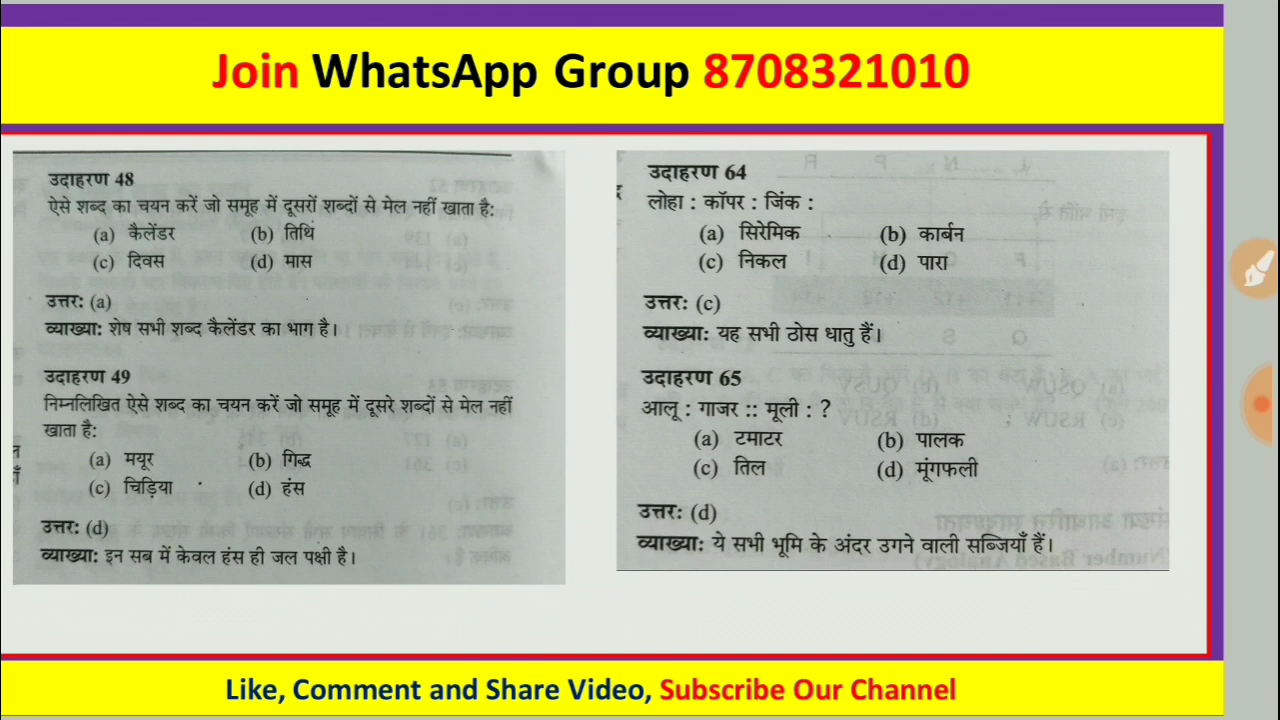 Join WhatsApp Group 8708321010
उदाहरण 48
ऐसे शब्द का चयन करें जो समूह में दूसरों शब्दों से मेल नहीं खाता है:
(a) कैलेंडर (b) तिथिं
(c) दिवस (d) मास
उत्तर: (a)
व्याख्या: शेष सभी शब्द कैलेंडर का भाग है।
उदाहरण 49
निम्नलिखित ऐसे शब्द का चयन करें जो समूह में दूसरे शब्दों से मेल नहीं
खाता है:
(a) मयूर (b) गिद्ध
(c) चिड़िया (d) हंस
उत्तर: (d)
व्याख्या: इन सब में केवल हंस ही जल पक्षी है।
उदाहरण 64
लोहा : कॉपर : जिंक :
(a) सिरेमिक (b) कार्बन
(c) निकल (d) पारा
उत्तर: (c)
व्याख्या: यह सभी ठोस धातु हैं।
उदाहरण 65
आलू : गाजर :: मूली : ?
(a) टमाटर (b) पालक
(c) तिल (d) मूंगफली
उत्तर: (d)
व्याख्या: ये सभी भूमि के अंदर उगने वाली सब्जियाँ हैं।
Like, Comment and Share Video, Subscribe Our Channel